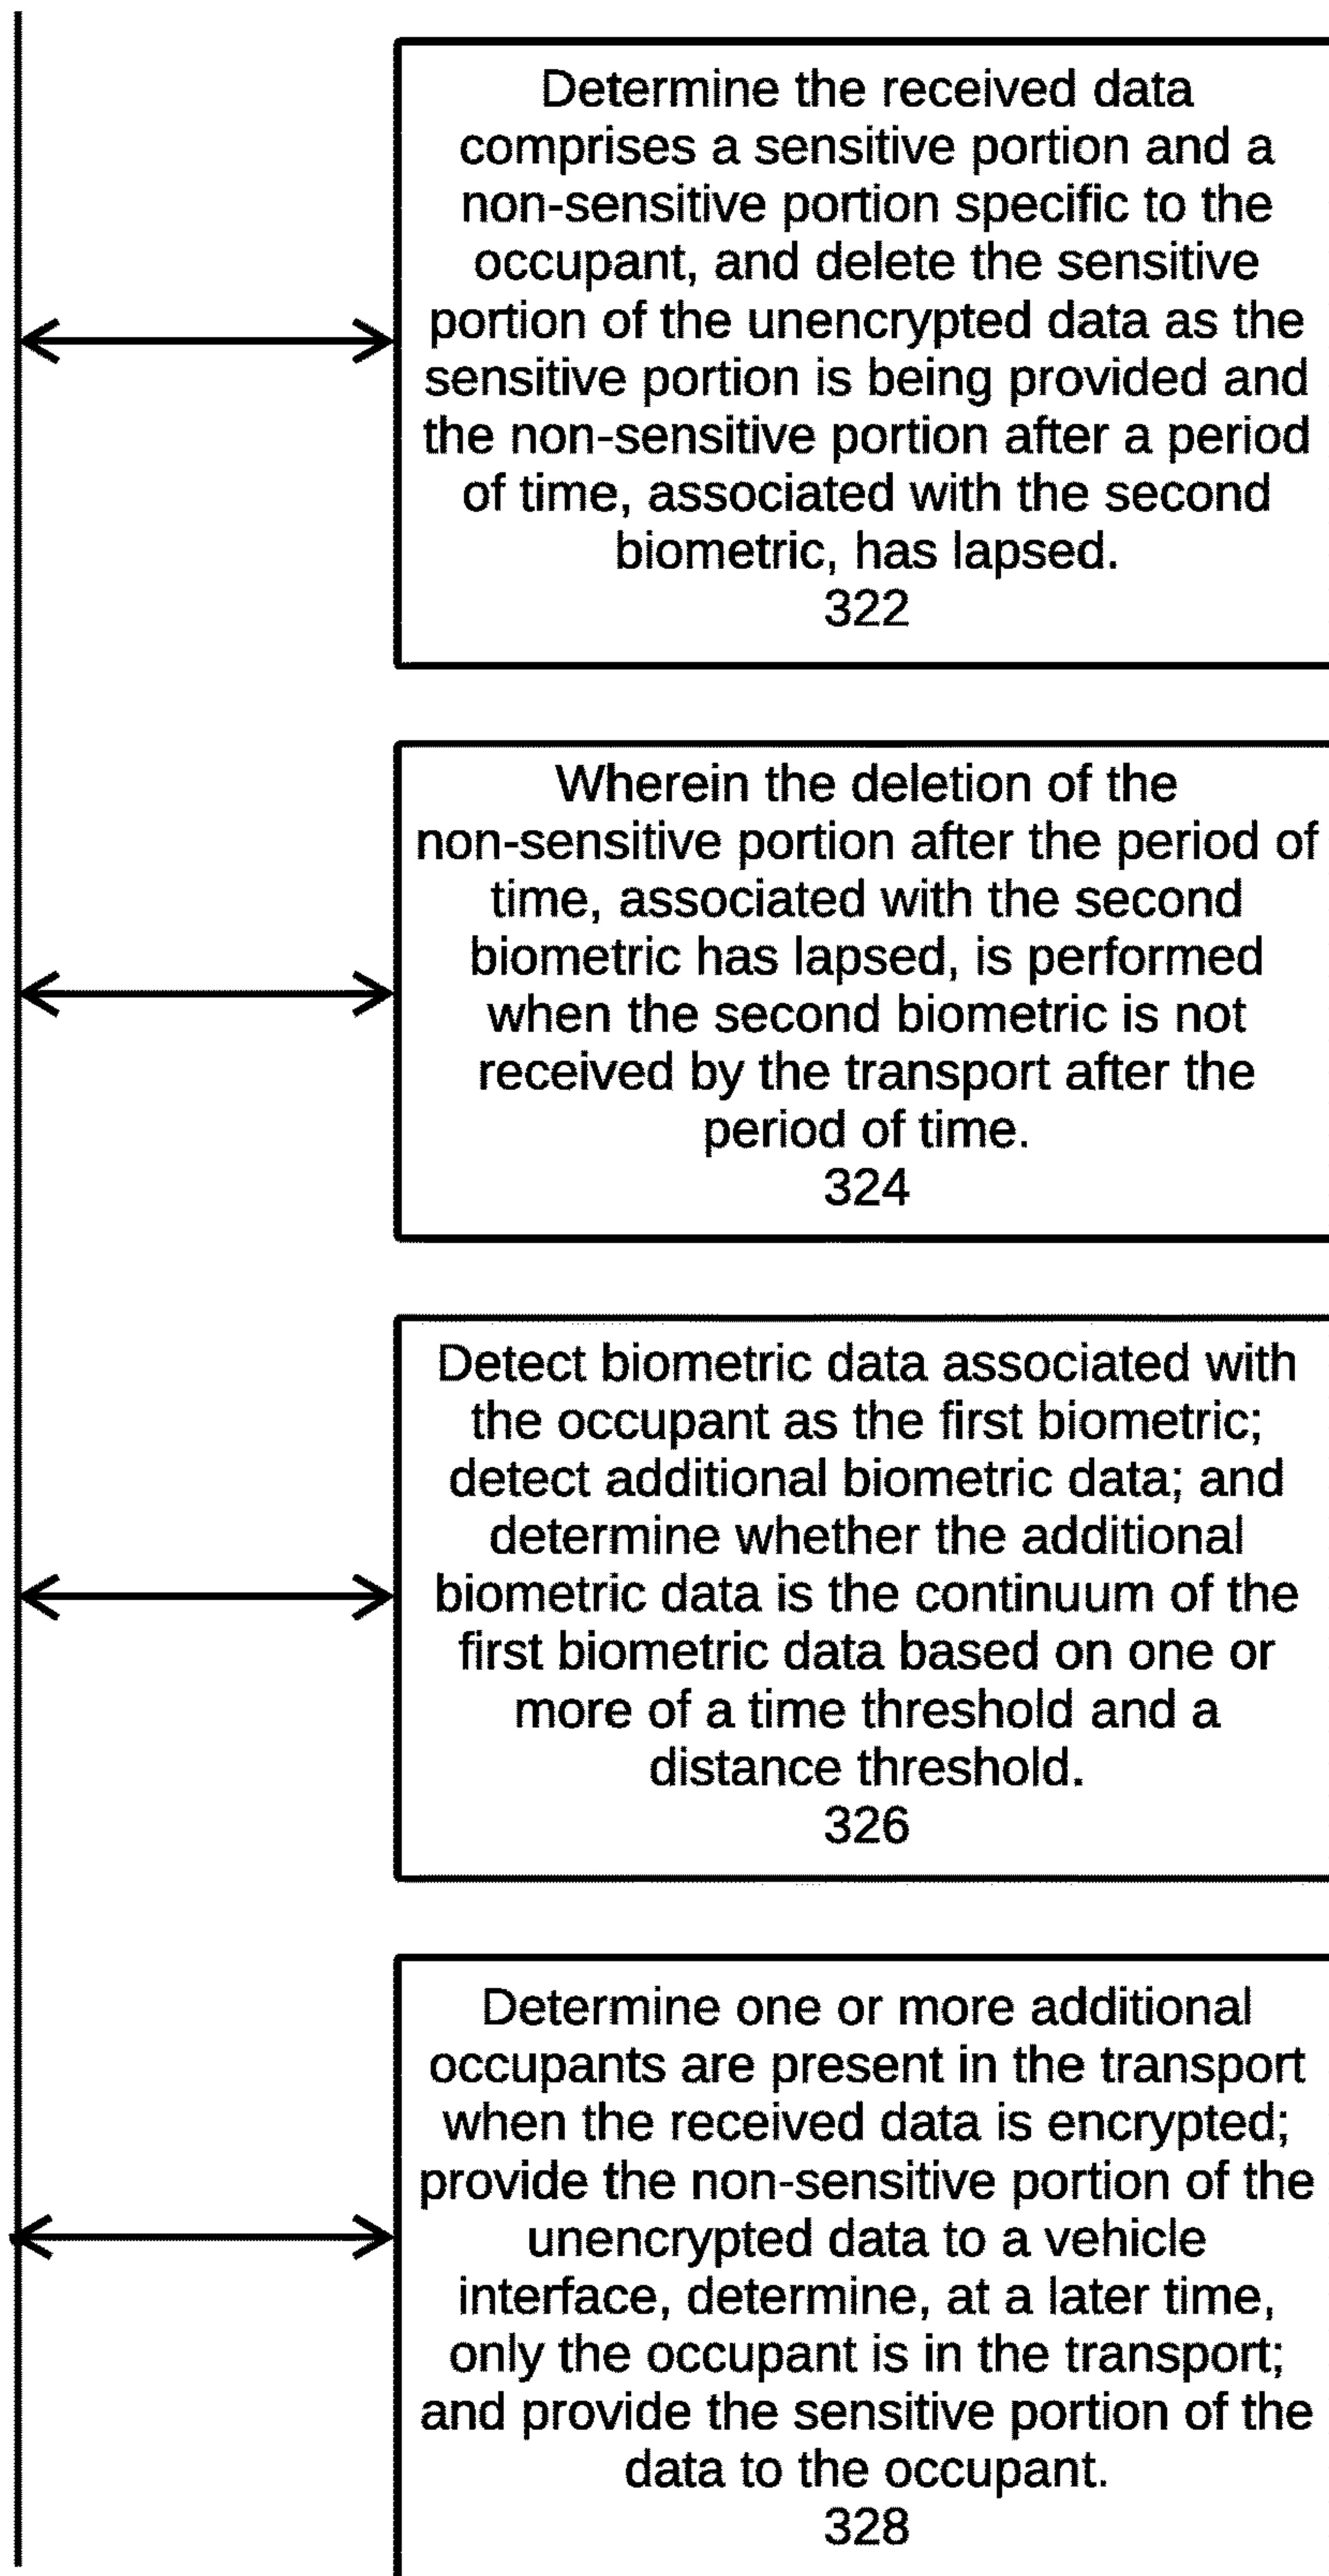 Determine the received data
comprises a sensitive portion and a
non-sensitive portion specific to the
occupant, and delete the sensitive
portion of the unencrypted data as the
sensitive portion is being provided and
the non-sensitive portion after a period
of time, associated with the second
biometric, has lapsed.
322
Wherein the deletion of the
non-sensitive portion after the period of
time, associated with the second
biometric has lapsed, is performed
when the second biometric is not
received by the transport after the
period of time.
324
Detect biometric data associated with
the occupant as the first biometric;
detect additional biometric data; and
determine whether the additional
biometric data is the continuum of the
first biometric data based on one or
more of a time threshold and a
distance threshold.
326
Determine one or more additional
occupants are present in the transport
when the received data is encrypted;
provide the non-sensitive portion of the
unencrypted data to a vehicle
interface, determine, at a later time,
only the occupant is in the transport;
and provide the sensitive portion of the
data to the occupant.
328